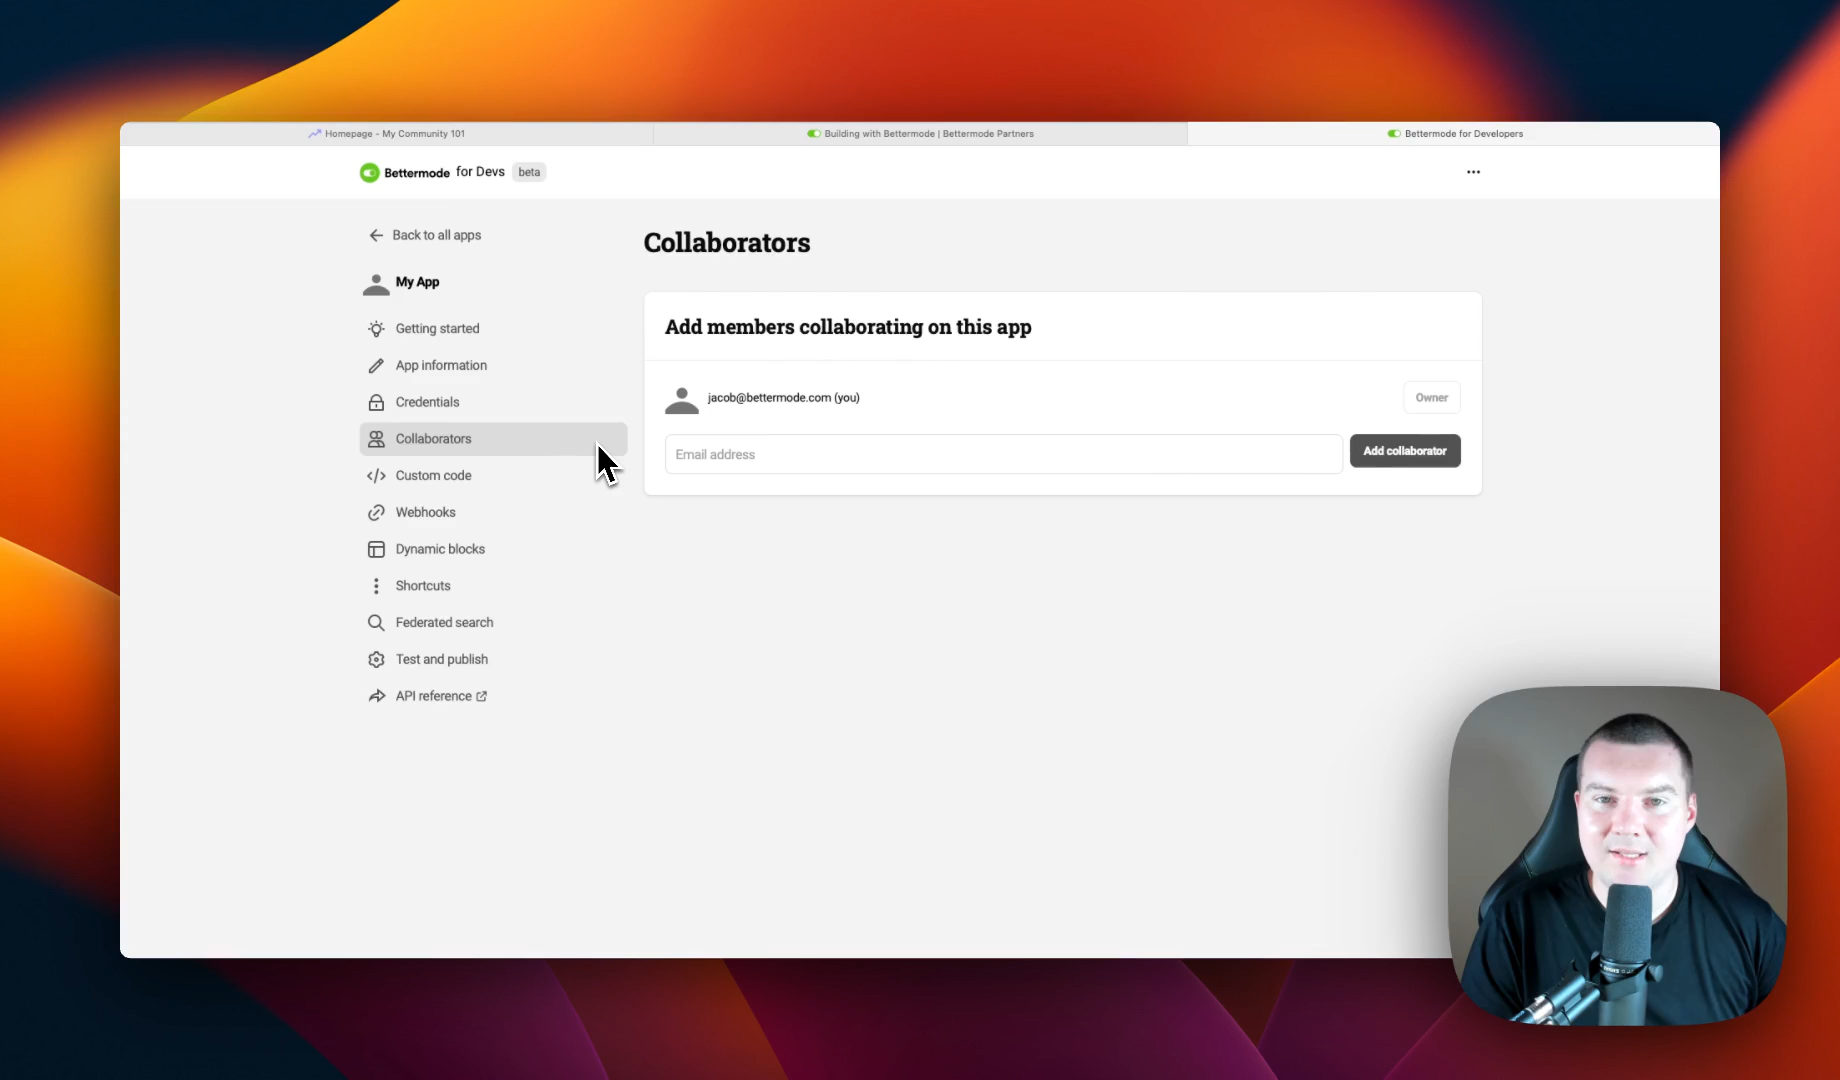 Homepage - My Community 101
Building with Bettermode | Bettermode Partners
Bettermode for Developers
Bettermode for Devs beta
Back to all apps
My App
Getting started
App information
Credentials
Collaborators
Custom code
Webhooks
Dynamic blocks
Shortcuts
Federated search
Test and publish
API reference
Collaborators
Add members collaborating on this app
jacob@bettermode.com (you)
Owner
Email address
Add collaborator